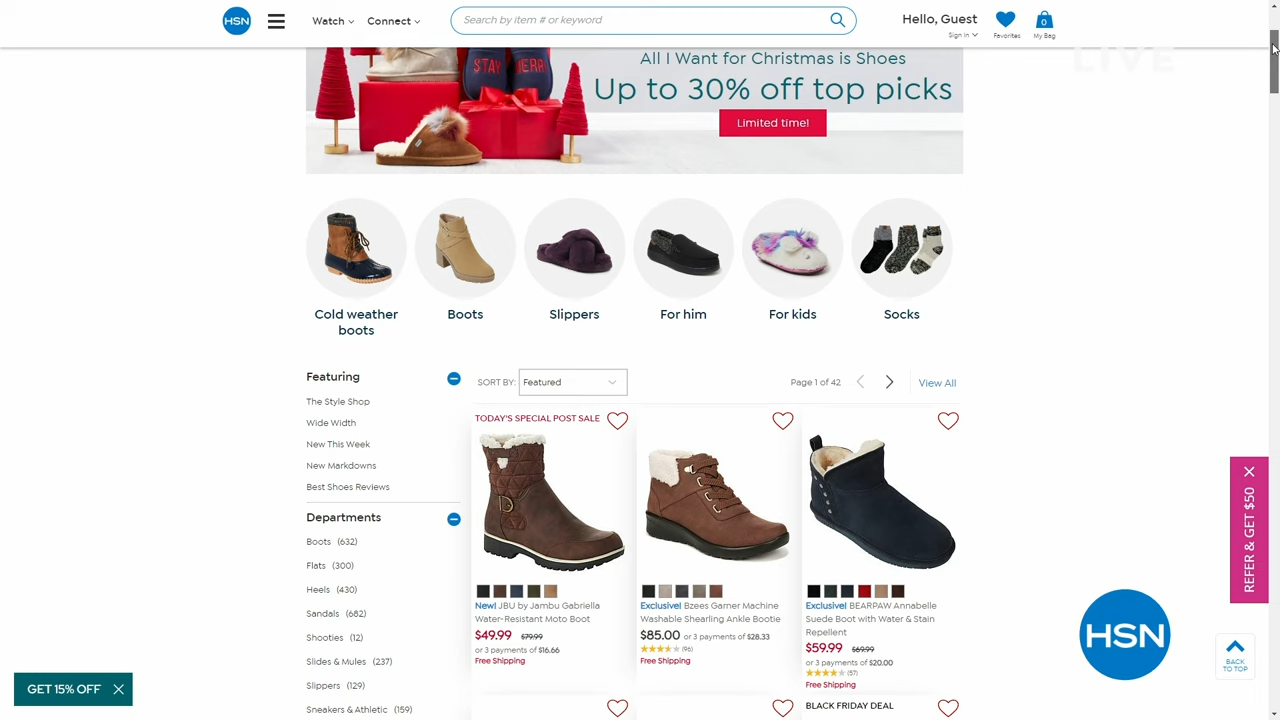 HSN
Watch
Connect
Search by item # or keyword
Hello, Guest
Sign In
Favorites
0
My Bag
LIVE
STAY
All I Want for Christmas is Shoes
Up to 30% off top picks
Limited time!
Cold weather
boots
Boots
Slippers
For him
For kids
Socks
Featuring
The Style Shop
Wide Width
New This Week
New Markdowns
Best Shoes Reviews
Departments
Boots (632)
Flats (300)
Heels (430)
Sandals (682)
Shooties (12)
Slides & Mules (237)
Slippers (129)
Sneakers & Athletic (159)
SORT BY: Featured
Page 1 of 42
View All
TODAY'S SPECIAL POST SALE
New! JBU by Jambu Gabriella
Water-Resistant Moto Boot
$49.99 $79.99
or 3 payments of $16.66
Free Shipping
Exclusive! Bzees Garner Machine
Washable Shearling Ankle Bootie
$85.00 or 3 payments of $28.33
(96)
Free Shipping
Exclusive! BEARPAW Annabelle
Suede Boot with Water & Stain
Repellent
$59.99 $69.99
or 3 payments of $20.00
(57)
Free Shipping
BLACK FRIDAY DEAL
REFER & GET $50
HSN
BACK
TO TOP
GET 15% OFF